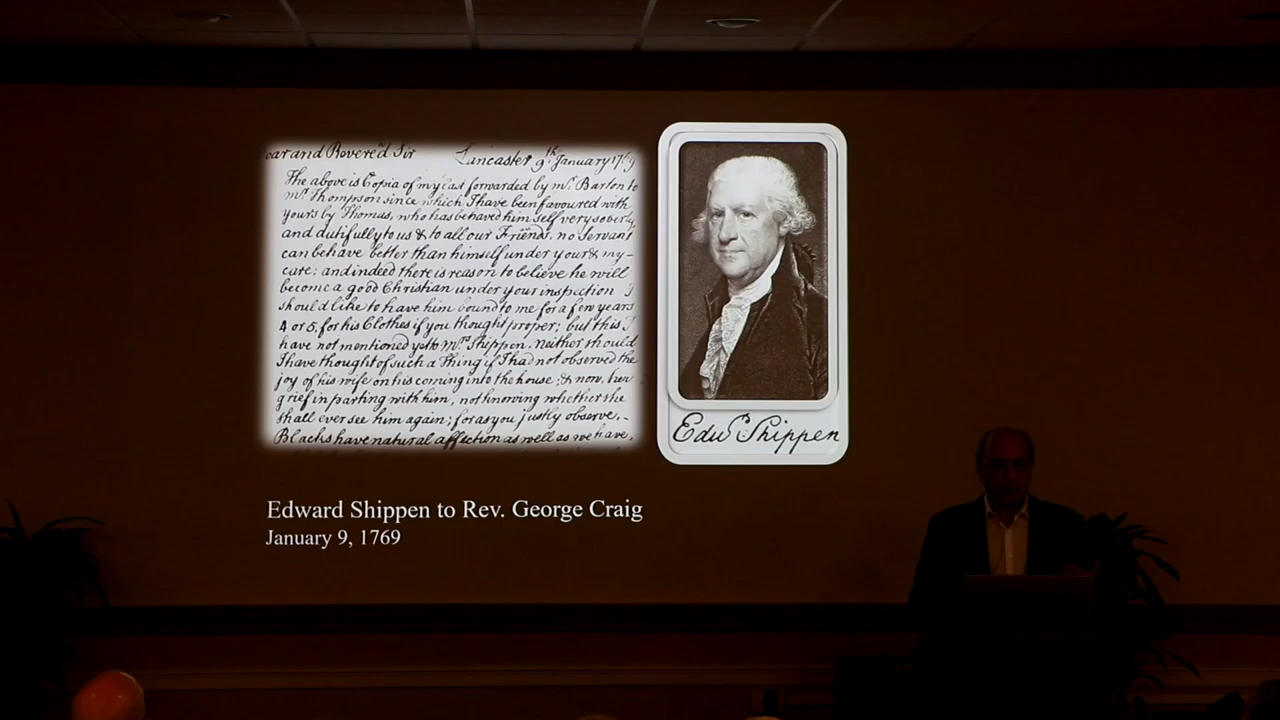 ear and Rever'd Sir Lancaster 9th January 1769
The above is Copia of my last forwarded by mr. Barton to
mr. Thompson since which I have been favoured with
yours by Thomas, who has behaved himself very soberly
and dutifully to us & to all our Friends. no Servant
can behave better than himself under your & my
care: and indeed there is reason to believe he will
become a good Christian under your inspection I
should like to have him bound to me for a few years
4 or 5, for his Clothes if you thought proper; but this I
have not mentioned yet to Mrs. Shippen. neither should
I have thought of such a Thing if I had not observed the
joy of his wife on his coming into the house; & now, her
grief in parting with him, not knowing whether she
shall ever see him again; for as you justly observe,
Blacks have natural affection as well as we have,
Edwd Shippen
Edward Shippen to Rev. George Craig
January 9, 1769